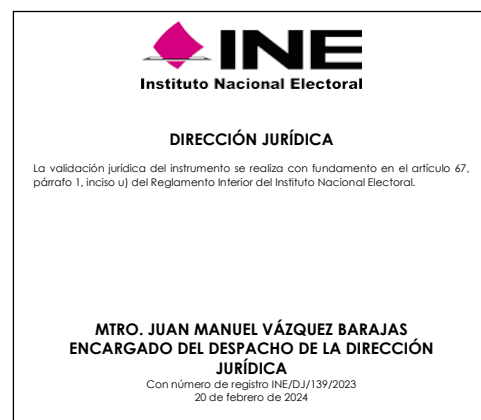 INE
Instituto Nacional Electoral
DIRECCIÓN JURÍDICA
La validación jurídica del instrumento se realiza con fundamento en el artículo 67,
párrafo 1, inciso u) del Reglamento Interior del Instituto Nacional Electoral.
MTRO. JUAN MANUEL VÁZQUEZ BARAJAS
ENCARGADO DEL DESPACHO DE LA DIRECCIÓN
JURÍDICA
Con número de registro INE/DJ/139/2023
20 de febrero de 2024